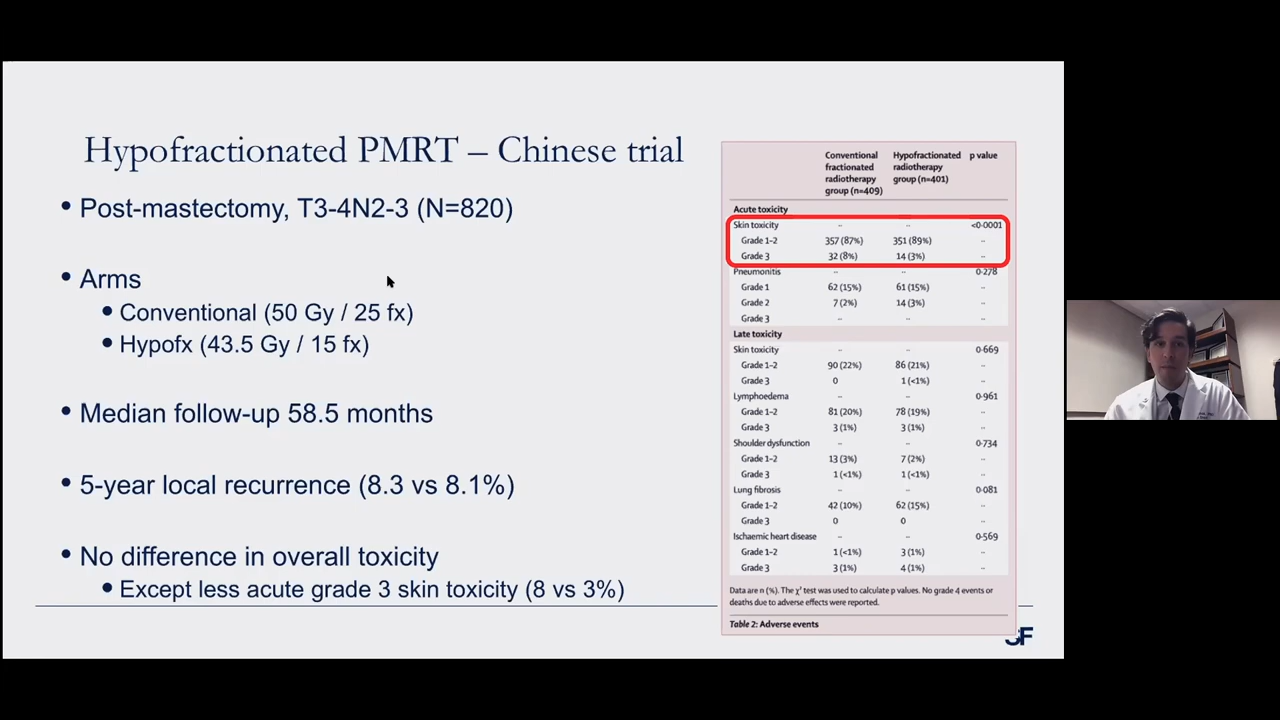 Hypofractionated PMRT – Chinese trial
• Post-mastectomy, T3-4N2-3 (N=820)
• Arms
• Conventional (50 Gy / 25 fx)
• Hypofx (43.5 Gy / 15 fx)
• Median follow-up 58.5 months
• 5-year local recurrence (8.3 vs 8.1%)
• No difference in overall toxicity
• Except less acute grade 3 skin toxicity (8 vs 3%)
Conventional Hypofractionated p value
fractionated radiotherapy
radiotherapy group (n=401)
group (n=409)
Acute toxicity
Skin toxicity ·· ·· <0·0001
Grade 1–2 357 (87%) 351 (89%) ··
Grade 3 32 (8%) 14 (3%) ··
Pneumonitis ·· ·· 0·278
Grade 1 62 (15%) 61 (15%) ··
Grade 2 7 (2%) 14 (3%) ··
Grade 3 ·· ·· ··
Late toxicity
Skin toxicity ·· ·· 0·669
Grade 1–2 90 (22%) 86 (21%) ··
Grade 3 0 1 (<1%) ··
Lymphoedema ·· ·· 0·961
Grade 1–2 81 (20%) 78 (19%) ··
Grade 3 3 (1%) 3 (1%) ··
Shoulder dysfunction ·· ·· 0·734
Grade 1–2 13 (3%) 7 (2%) ··
Grade 3 1 (<1%) 1 (<1%) ··
Lung fibrosis ·· ·· 0·081
Grade 1–2 42 (10%) 62 (15%) ··
Grade 3 0 0 ··
Ischaemic heart disease ·· ·· 0·569
Grade 1–2 1 (<1%) 3 (1%) ··
Grade 3 3 (1%) 4 (1%) ··
Data are n (%). The χ² test was used to calculate p values. No grade 4 events or
deaths due to adverse effects were reported.
Table 2: Adverse events